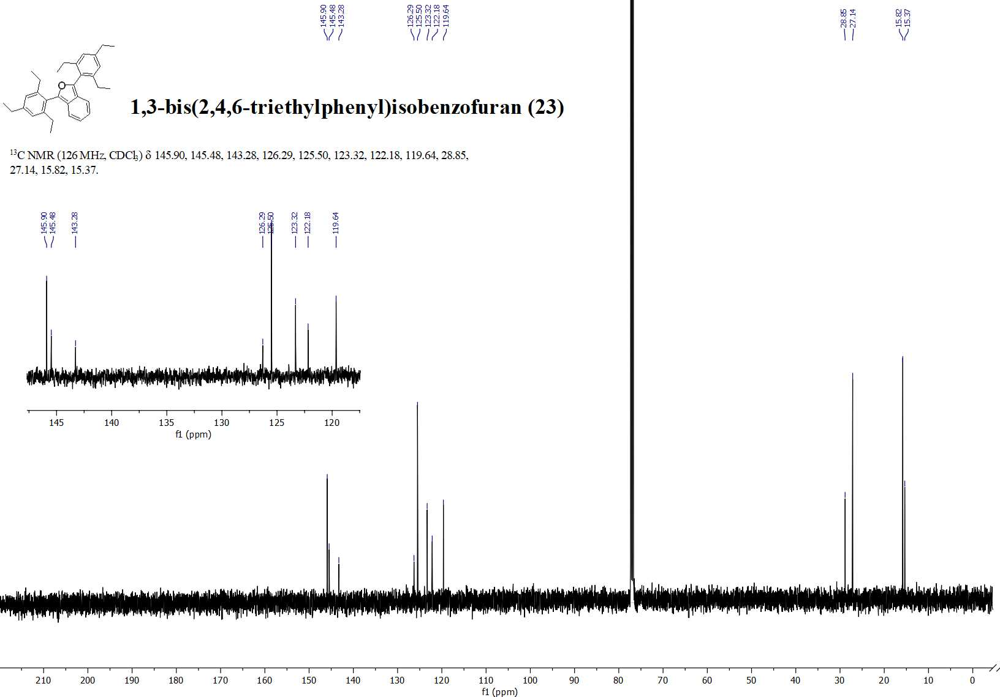 145.90
145.48
143.28
126.29
125.50
123.32
122.18
119.64
28.85
27.14
15.82
15.37
O
1,3-bis(2,4,6-triethylphenyl)isobenzofuran (23)
¹³C NMR (126 MHz, CDCl₃) δ 145.90, 145.48, 143.28, 126.29, 125.50, 123.32, 122.18, 119.64, 28.85,
27.14, 15.82, 15.37.
145.90
145.48
143.28
126.29
125.50
123.32
122.18
119.64
145 140 135 130 125 120
f1 (ppm)
210 200 190 180 170 160 150 140 130 120 110 100 90 80 70 60 50 40 30 20 10 0
f1 (ppm)